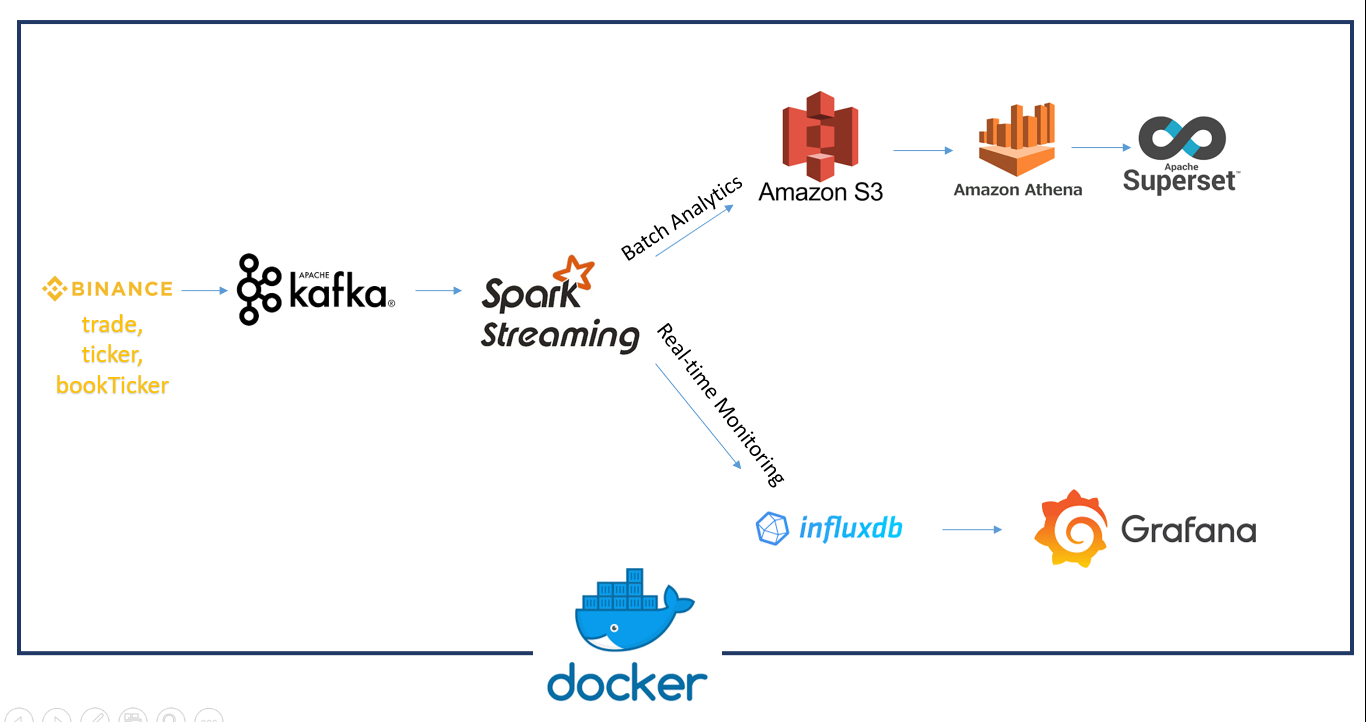 BINANCE
trade,
ticker,
bookTicker
APACHE
kafka®
Spark
Streaming
Batch Analytics
Real-time Monitoring
Amazon S3
Amazon Athena
Apache
Superset™
influxdb
Grafana
docker